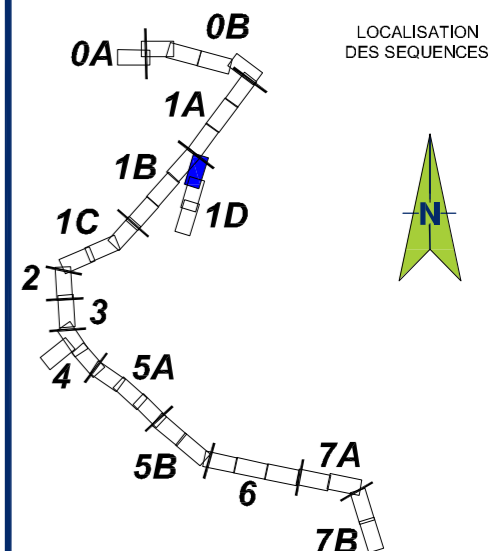 LOCALISATION
DES SEQUENCES
0A
0B
1A
1B
1D
1C
N
2
3
4
5A
5B
6
7A
7B